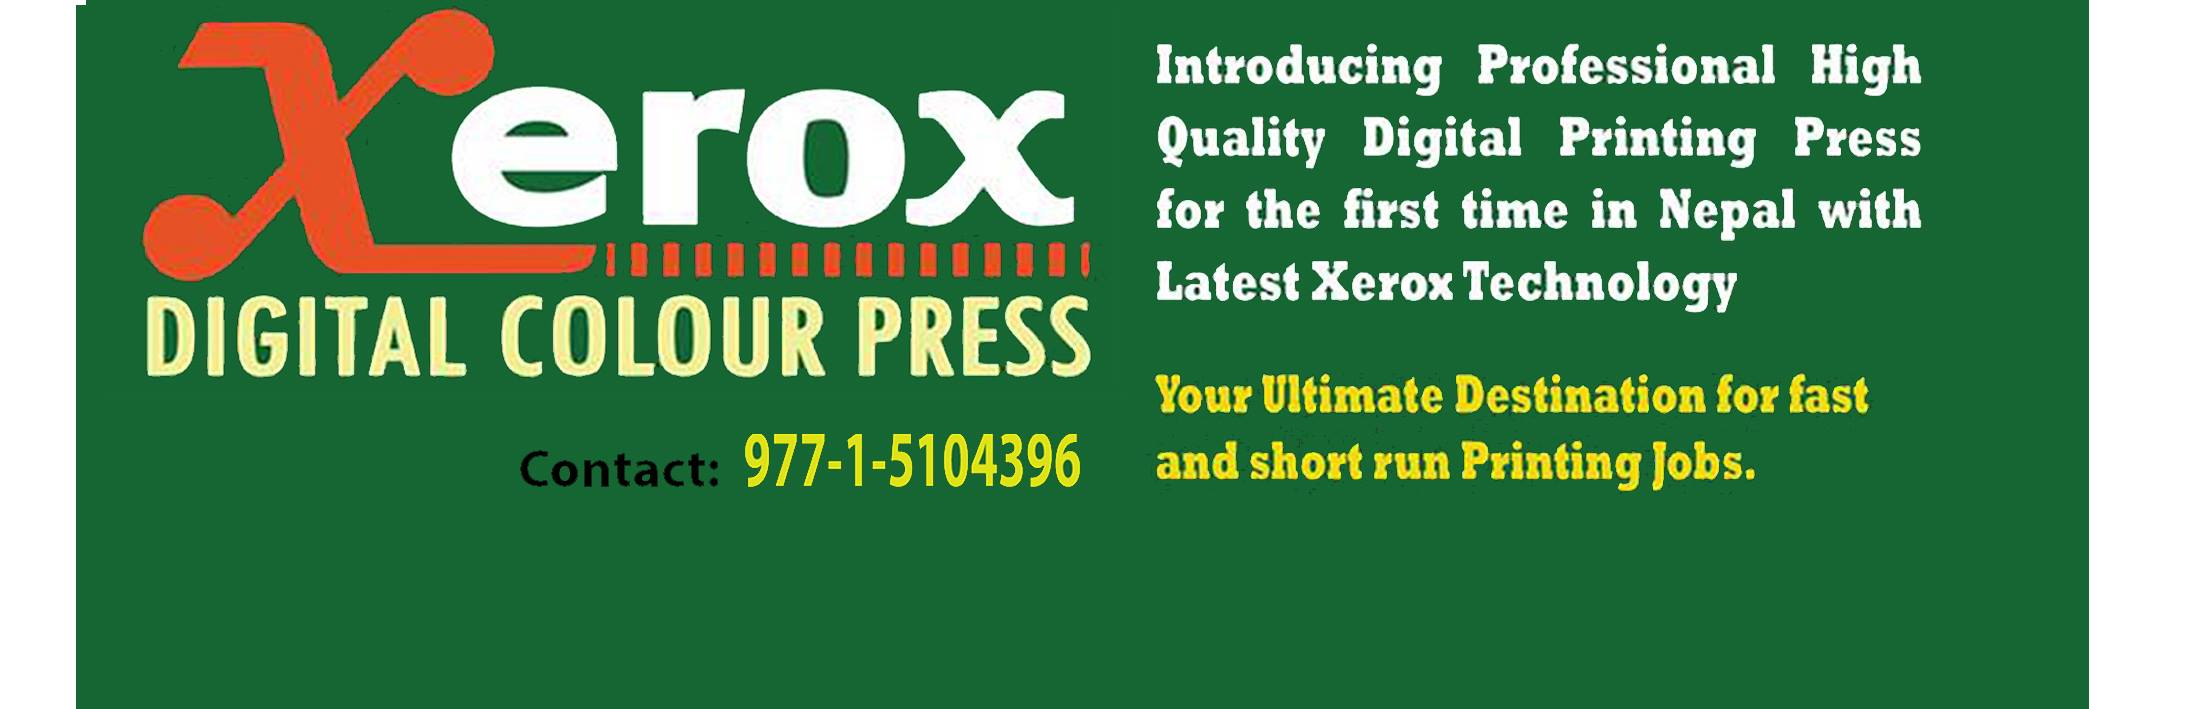 Xerox
DIGITAL COLOUR PRESS
Contact: 977-1-5104396
Introducing Professional High
Quality Digital Printing Press
for the first time in Nepal with
Latest Xerox Technology
Your Ultimate Destination for fast
and short run Printing Jobs.